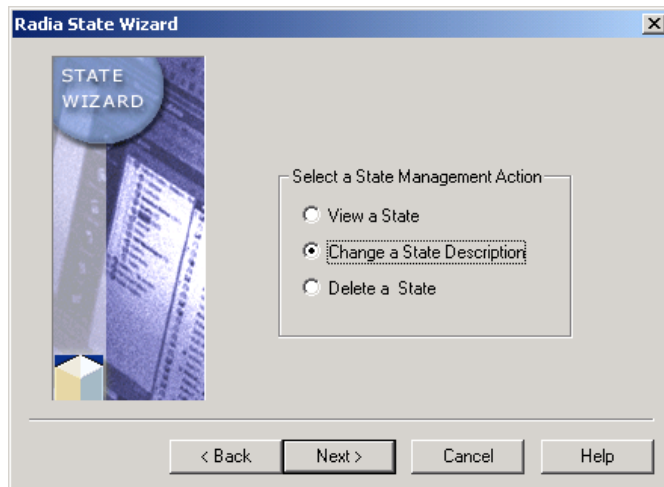 Radia State Wizard
STATE
WIZARD
Select a State Management Action
View a State
Change a State Description
Delete a State
< Back
Next >
Cancel
Help